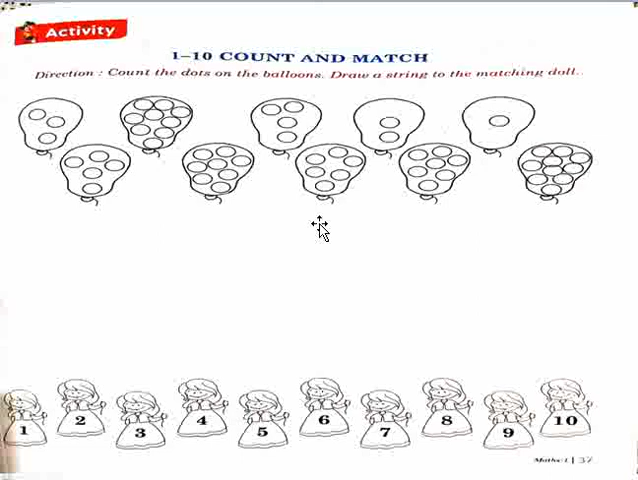 Activity
1–10 COUNT AND MATCH
Direction : Count the dots on the balloons. Draw a string to the matching doll..
1 2 3 4 5 6 7 8 9 10
Maths-1 | 37